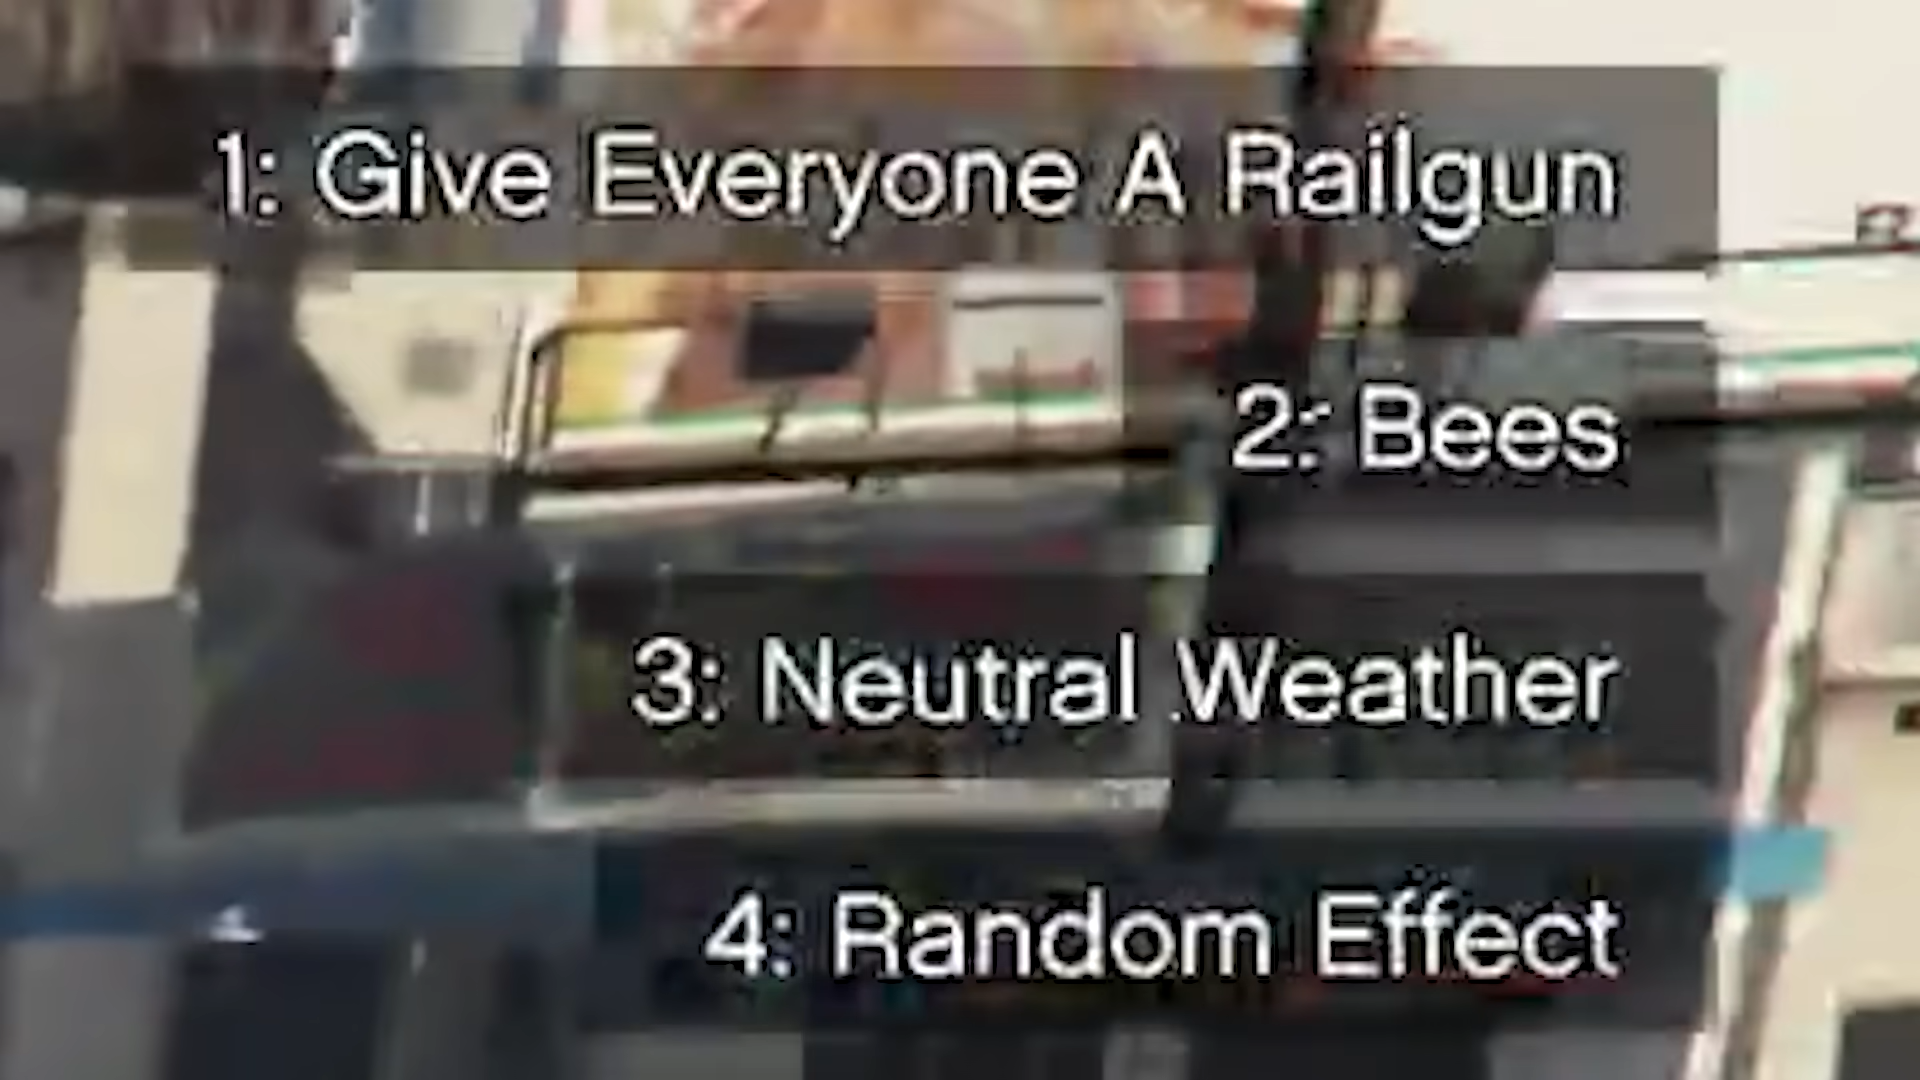 1: Give Everyone A Railgun
2: Bees
3: Neutral Weather
4: Random Effect